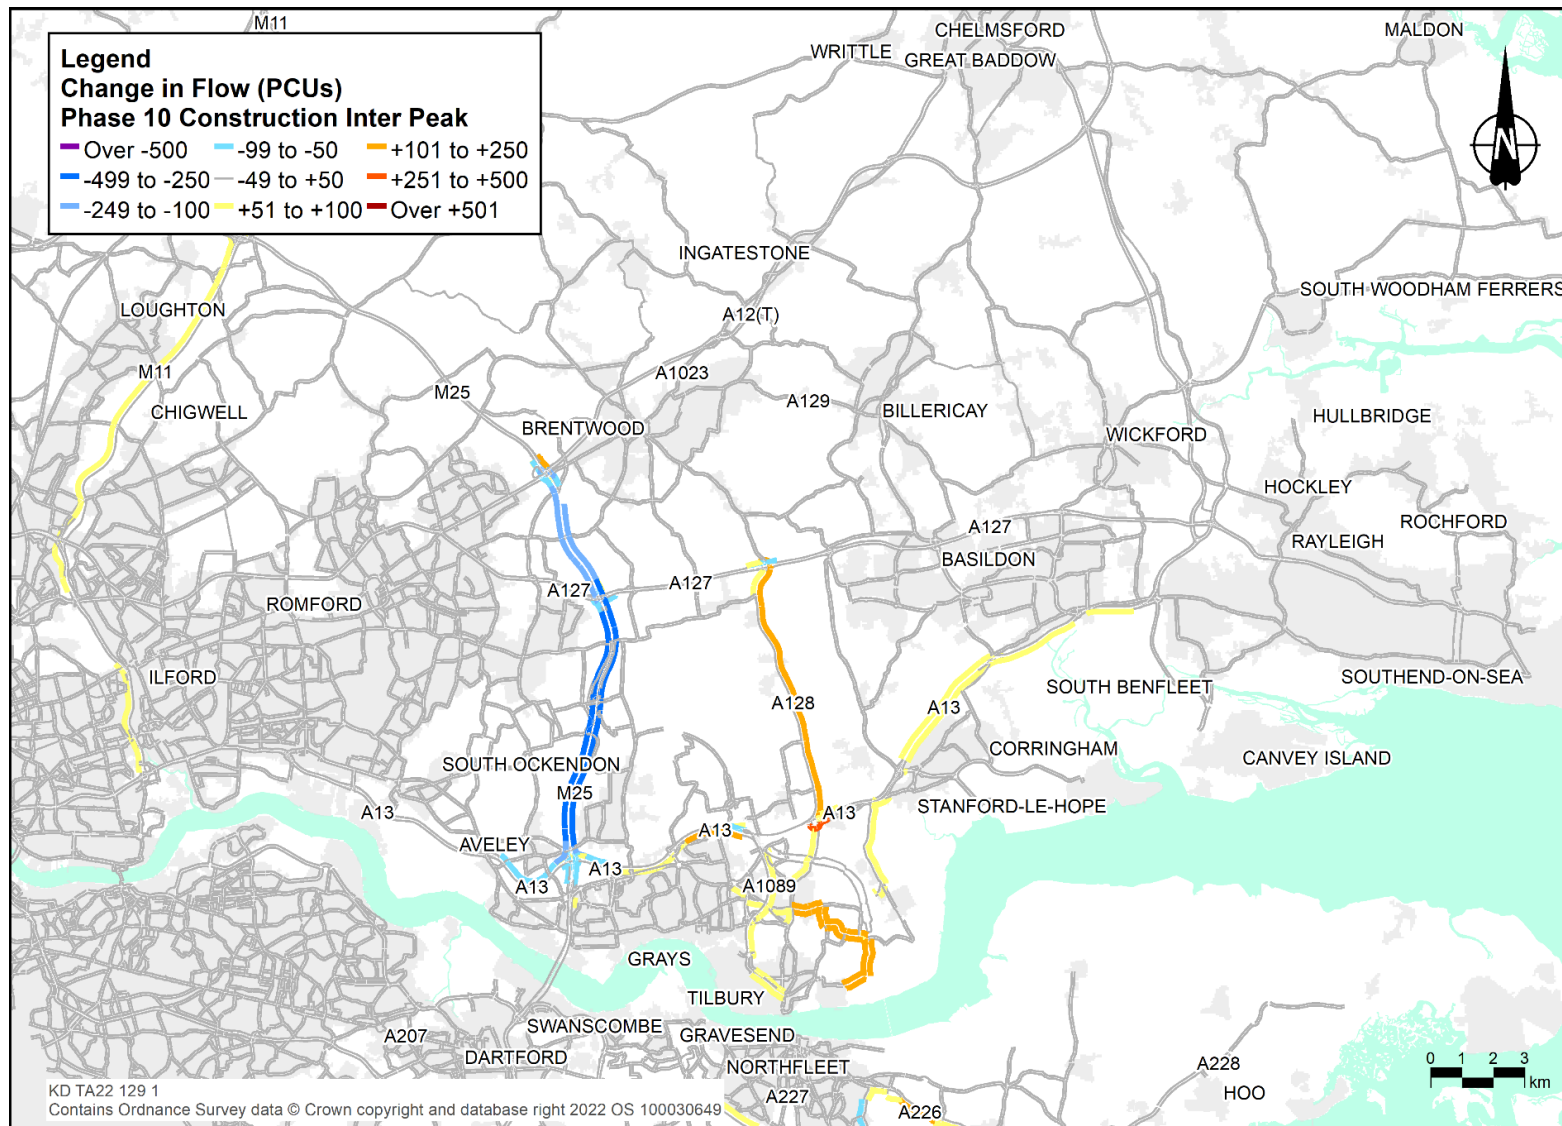 M11
CHELMSFORD
MALDON
WRITTLE
GREAT BADDOW
Legend
Change in Flow (PCUs)
Phase 10 Construction Inter Peak
Over -500 -99 to -50 +101 to +250
-499 to -250 -49 to +50 +251 to +500
-249 to -100 +51 to +100 Over +501
N
INGATESTONE
SOUTH WOODHAM FERRERS
LOUGHTON
A12(T)
M11
A1023
M25
A129
CHIGWELL
BILLERICAY
HULLBRIDGE
BRENTWOOD
WICKFORD
HOCKLEY
ROCHFORD
A127
RAYLEIGH
BASILDON
A127
A127
ROMFORD
ILFORD
SOUTHEND-ON-SEA
SOUTH BENFLEET
A128
A13
CORRINGHAM
CANVEY ISLAND
SOUTH OCKENDON
M25
STANFORD-LE-HOPE
A13
A13
A13
AVELEY
A13
A13
A1089
GRAYS
TILBURY
SWANSCOMBE
GRAVESEND
A207
DARTFORD
NORTHFLEET
A228
HOO
0 1 2 3
km
KD TA22 129 1
Contains Ordnance Survey data © Crown copyright and database right 2022 OS 100030649
A227
A226